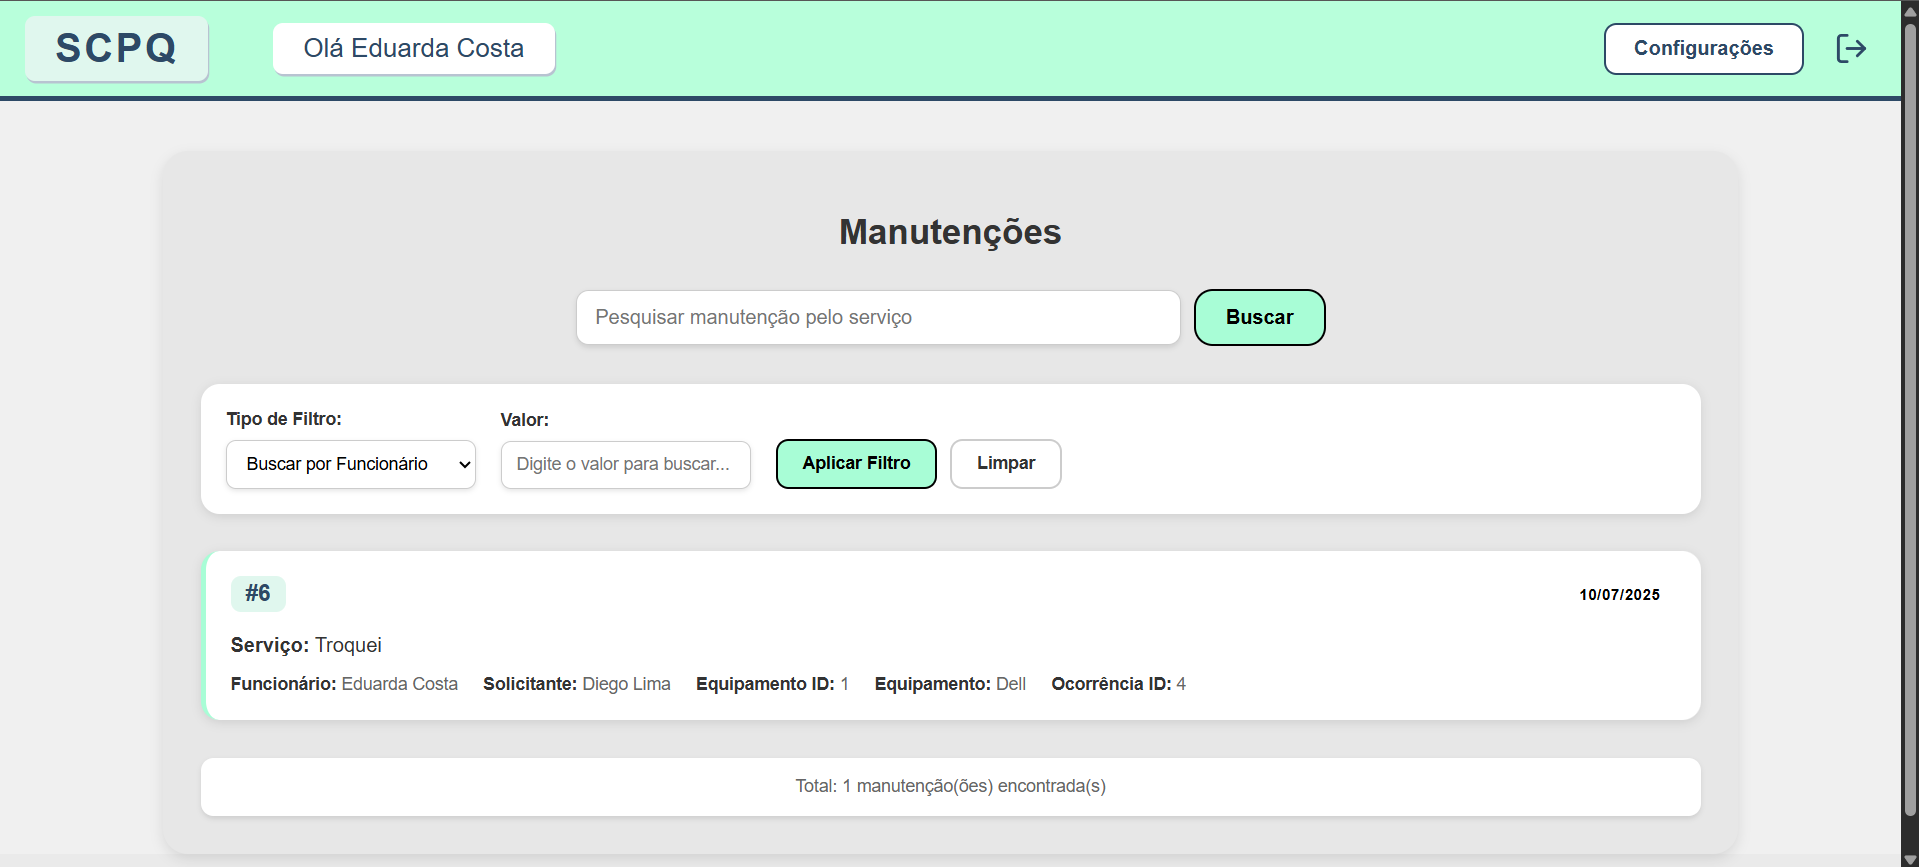 SCPQ
Olá Eduarda Costa
Configurações
Manutenções
Pesquisar manutenção pelo serviço
Buscar
Tipo de Filtro:
Valor:
Buscar por Funcionário
Digite o valor para buscar...
Aplicar Filtro
Limpar
#6
10/07/2025
Serviço: Troquei
Funcionário: Eduarda Costa Solicitante: Diego Lima Equipamento ID: 1 Equipamento: Dell Ocorrência ID: 4
Total: 1 manutenção(ões) encontrada(s)